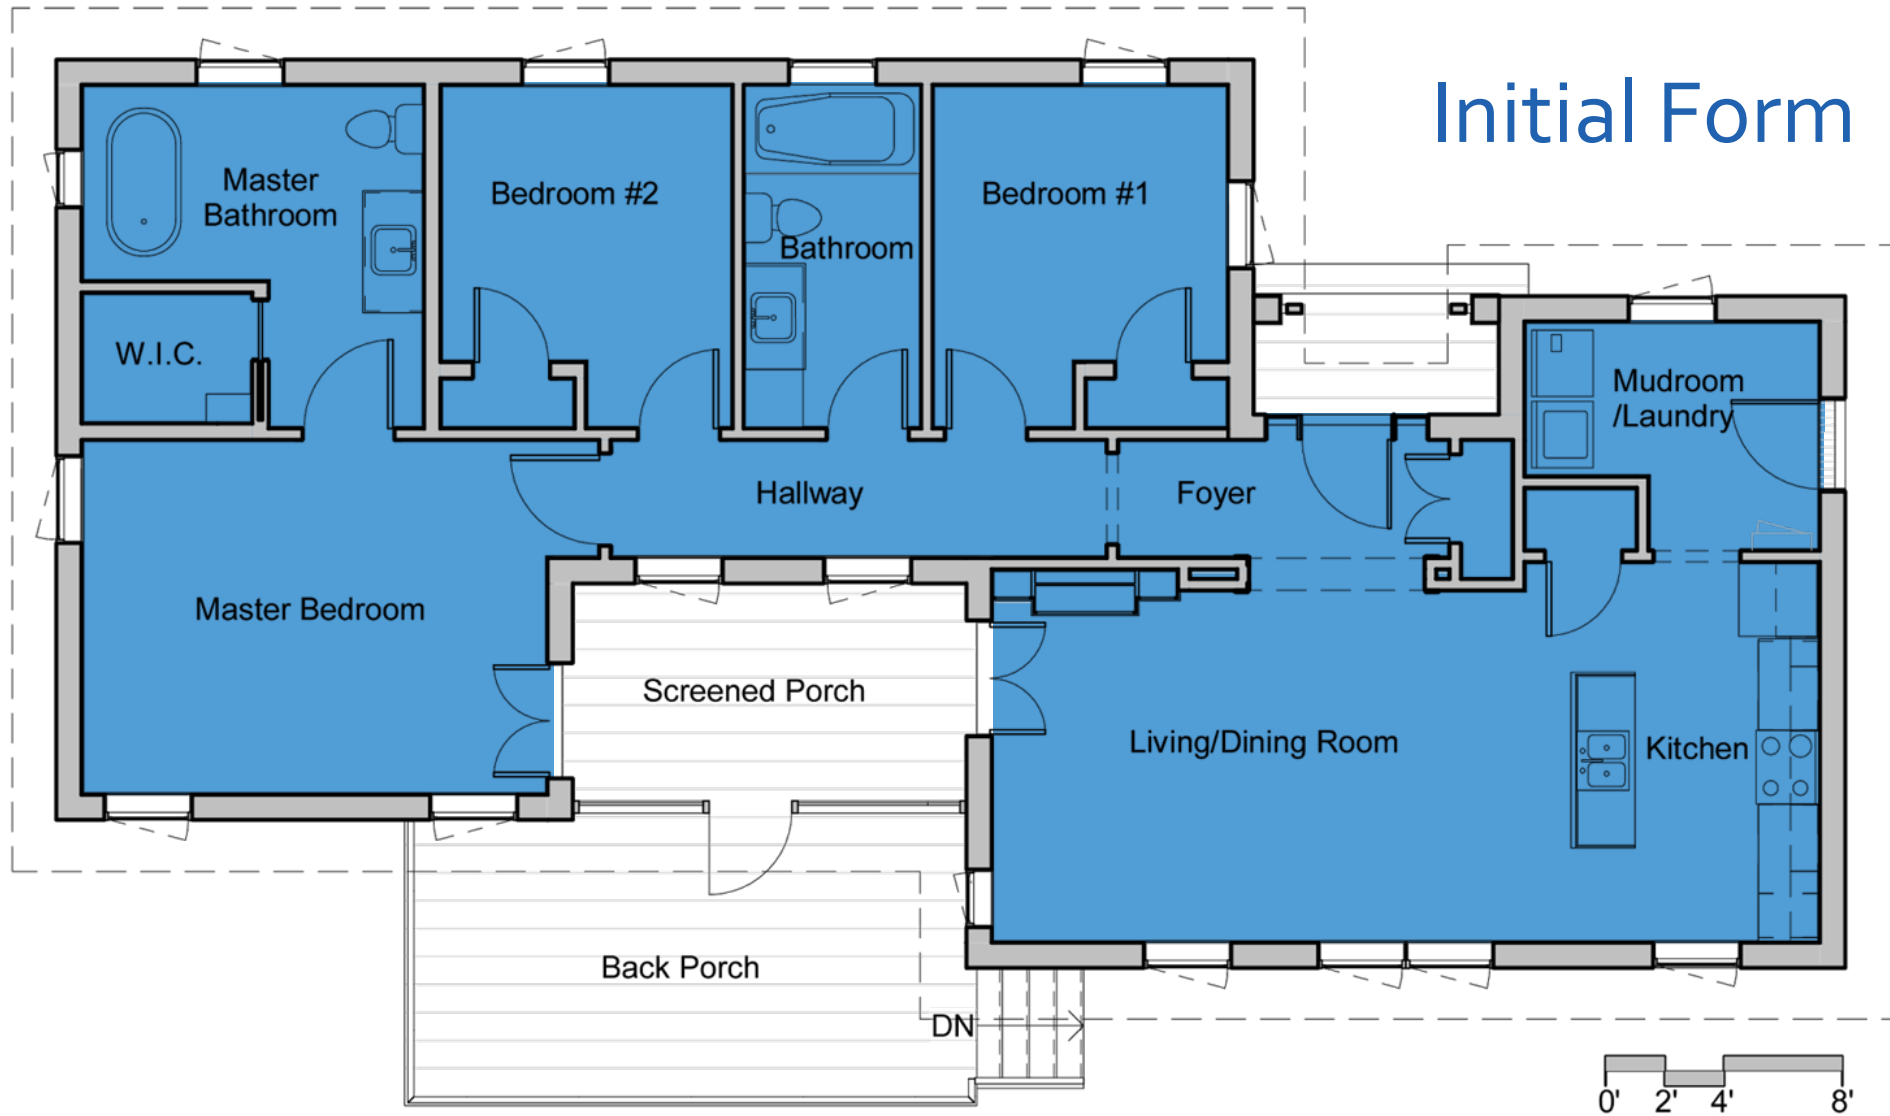 Initial Form
Master
Bathroom
Bedroom #2
Bathroom
Bedroom #1
W.I.C.
Mudroom
/Laundry
Hallway
Foyer
Master Bedroom
Screened Porch
Living/Dining Room
Kitchen
Back Porch
DN
0' 2' 4' 8'